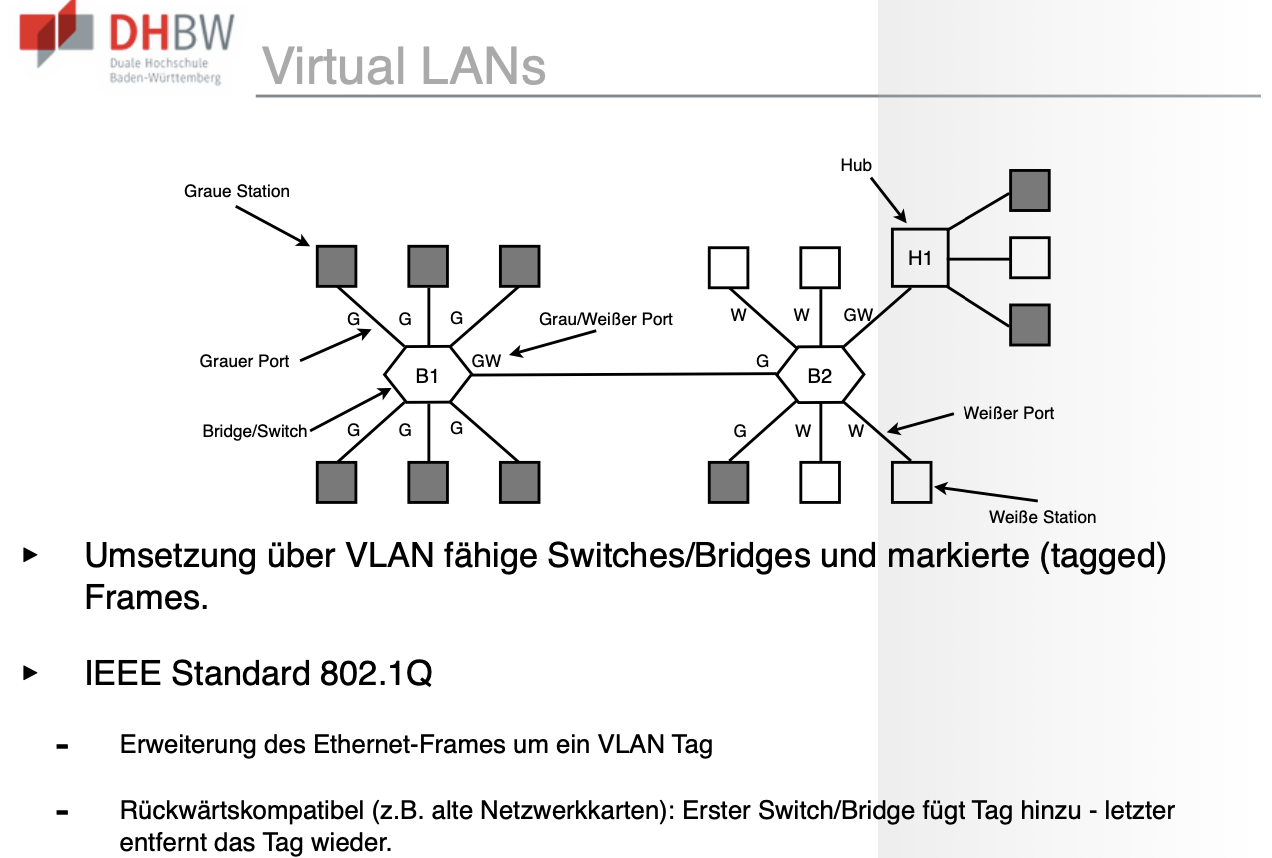 DHBW
Duale Hochschule
Baden-Württemberg
Virtual LANs
Hub
Graue Station
H1
G
G
G
Grau/Weißer Port
W
W
GW
Grauer Port
GW
G
B1
B2
Bridge/Switch
G
G
G
G
W
W
Weißer Port
Weiße Station
Umsetzung über VLAN fähige Switches/Bridges und markierte (tagged)
Frames.
IEEE Standard 802.1Q
Erweiterung des Ethernet-Frames um ein VLAN Tag
Rückwärtskompatibel (z.B. alte Netzwerkkarten): Erster Switch/Bridge fügt Tag hinzu - letzter
entfernt das Tag wieder.